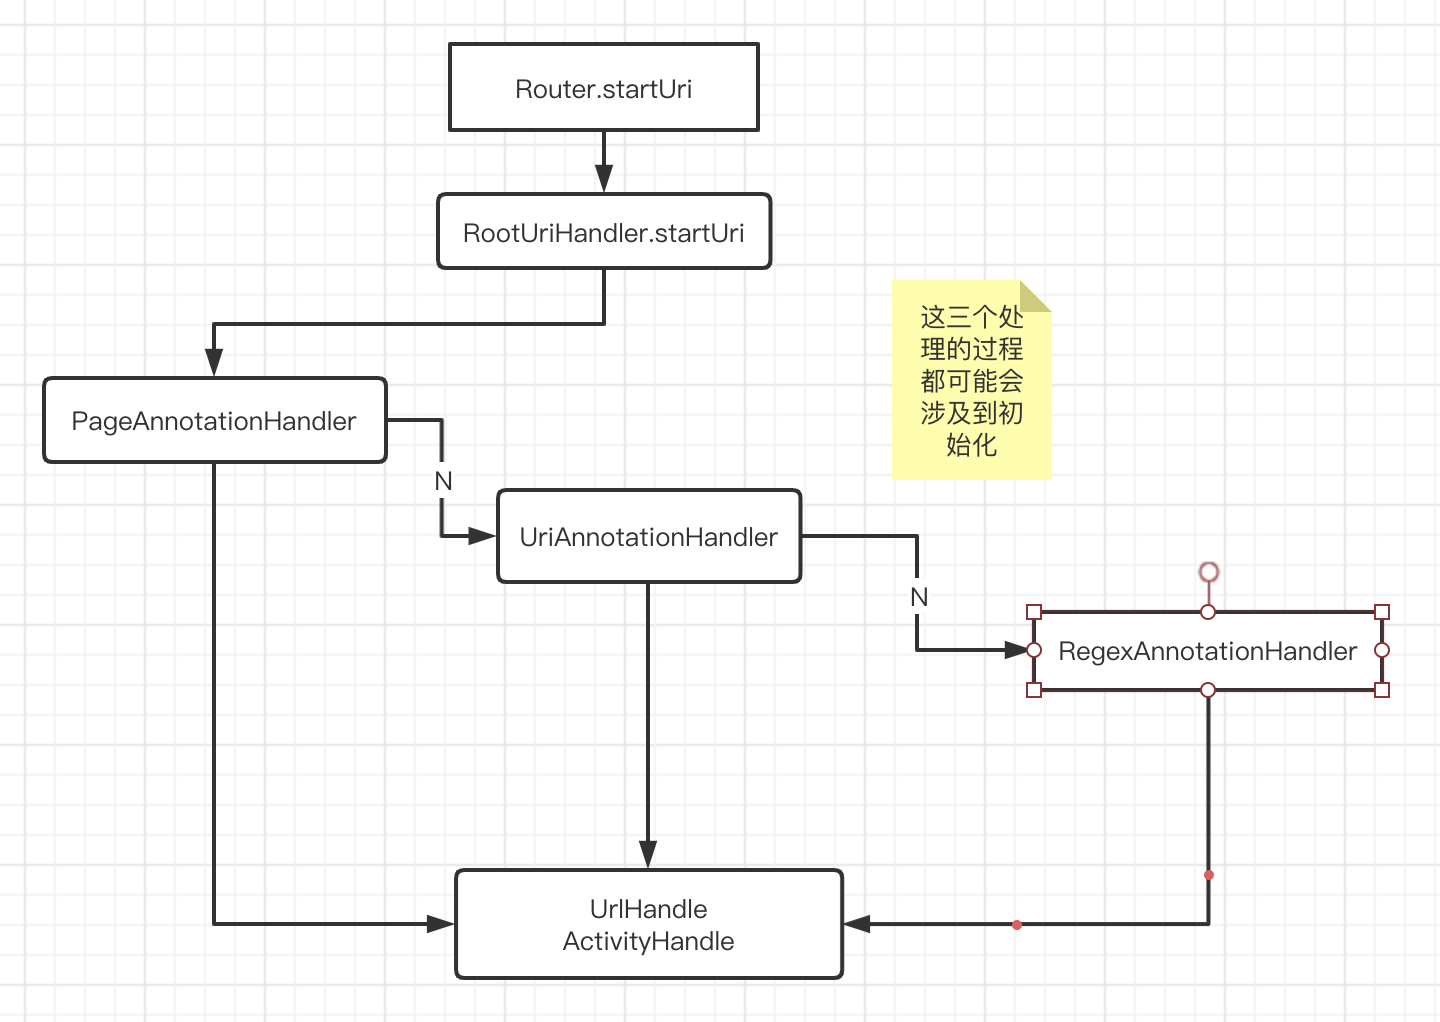 Router.startUri
RootUriHandler.startUri
这三个处
理的过程
都可能会
涉及到初
始化
PageAnnotationHandler
N
UriAnnotationHandler
N
RegexAnnotationHandler
UrlHandle
ActivityHandle